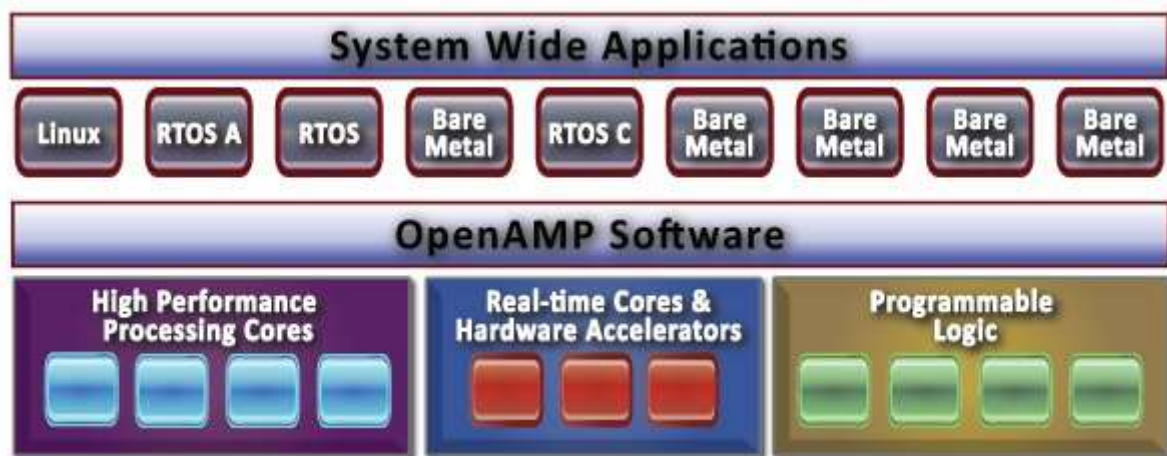 System Wide Applications
Linux
RTOS A
RTOS
Bare
Metal
RTOS C
Bare
Metal
Bare
Metal
Bare
Metal
Bare
Metal
OpenAMP Software
High Performance
Processing Cores
Real-time Cores &
Hardware Accelerators
Programmable
Logic